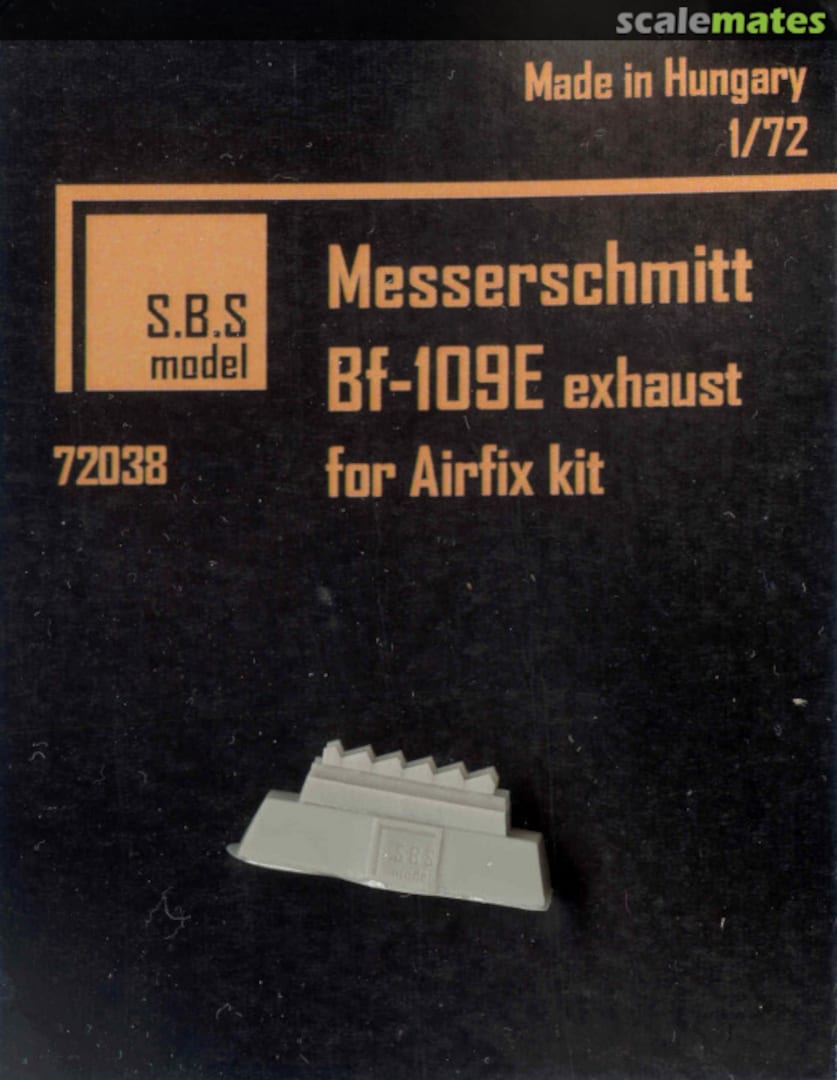 scalemates
Made in Hungary
1/72
S.B.S
model
Messerschmitt
Bf-109E exhaust
for Airfix kit
72038
S B S
model